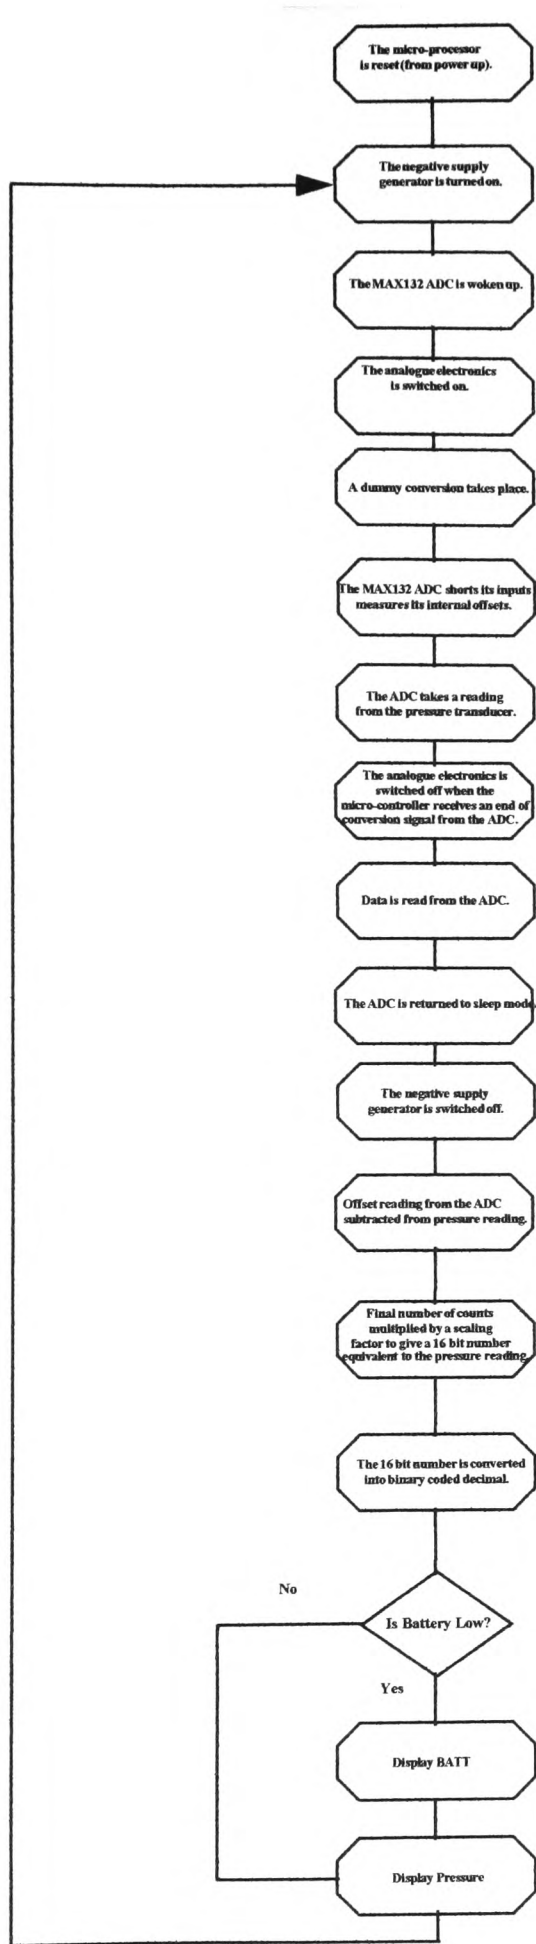 The micro-processor
is reset (from power up).
The negative supply
generator is turned on.
The MAX132 ADC is woken up.
The analogue electronics
is switched on.
A dummy conversion takes place.
The MAX132 ADC shorts its inputs
measures its internal offsets.
The ADC takes a reading
from the pressure transducer.
The analogue electronics is
switched off when the
micro-controller receives an end of
conversion signal from the ADC.
Data is read from the ADC.
The ADC is returned to sleep mode.
The negative supply
generator is switched off.
Offset reading from the ADC
subtracted from pressure reading.
Final number of counts
multiplied by a scaling
factor to give a 16 bit number
equivalent to the pressure reading.
The 16 bit number is converted
into binary coded decimal.
No
Is Battery Low?
Yes
Display BATT
Display Pressure